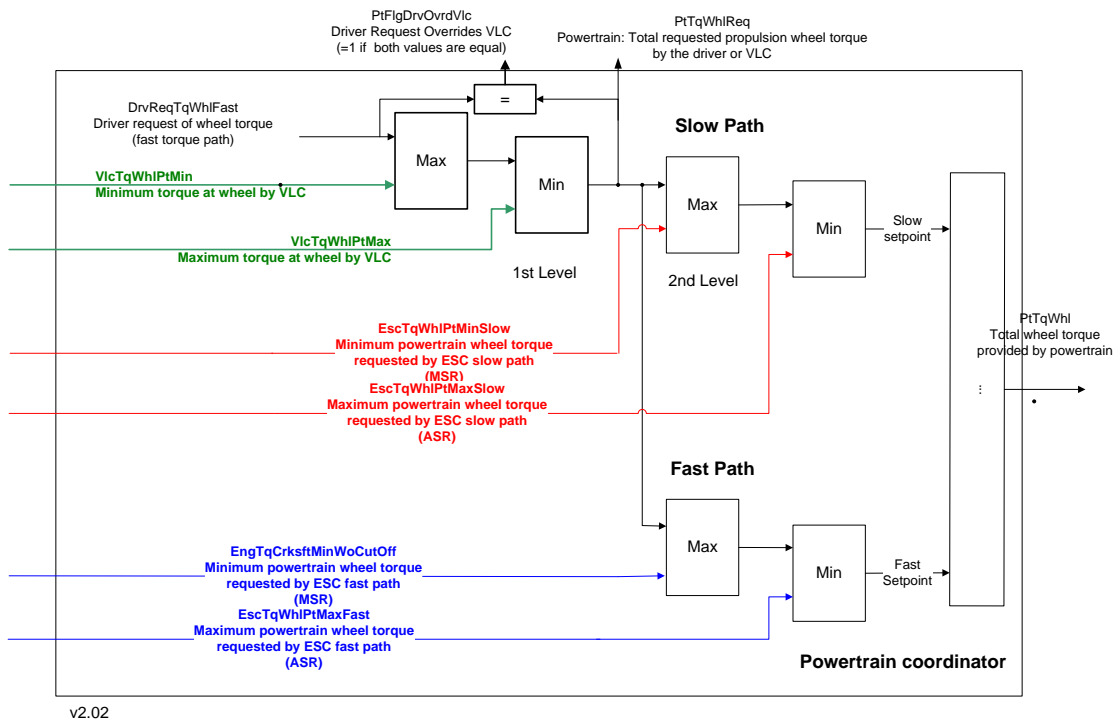 PtFlgDrvOvrdVlc
Driver Request Overrides VLC
(=1 if both values are equal)
PtTqWhlReq
Powertrain: Total requested propulsion wheel torque
by the driver or VLC
DrvReqTqWhlFast
Driver request of wheel torque
(fast torque path)
=
Slow Path
Max
Min
VlcTqWhlPtMin
Minimum torque at wheel by VLC
VlcTqWhlPtMax
Maximum torque at wheel by VLC
1st Level
Max
2nd Level
Min
Slow
setpoint
EscTqWhlPtMinSlow
Minimum powertrain wheel torque
requested by ESC slow path
(MSR)
EscTqWhlPtMaxSlow
Maximum powertrain wheel torque
requested by ESC slow path
(ASR)
PtTqWhl
Total wheel torque
provided by powertrain
...
Fast Path
Max
Min
Fast
Setpoint
EngTqCrksftMinWoCutOff
Minimum powertrain wheel torque
requested by ESC fast path
(MSR)
EscTqWhlPtMaxFast
Maximum powertrain wheel torque
requested by ESC fast path
(ASR)
Powertrain coordinator
v2.02